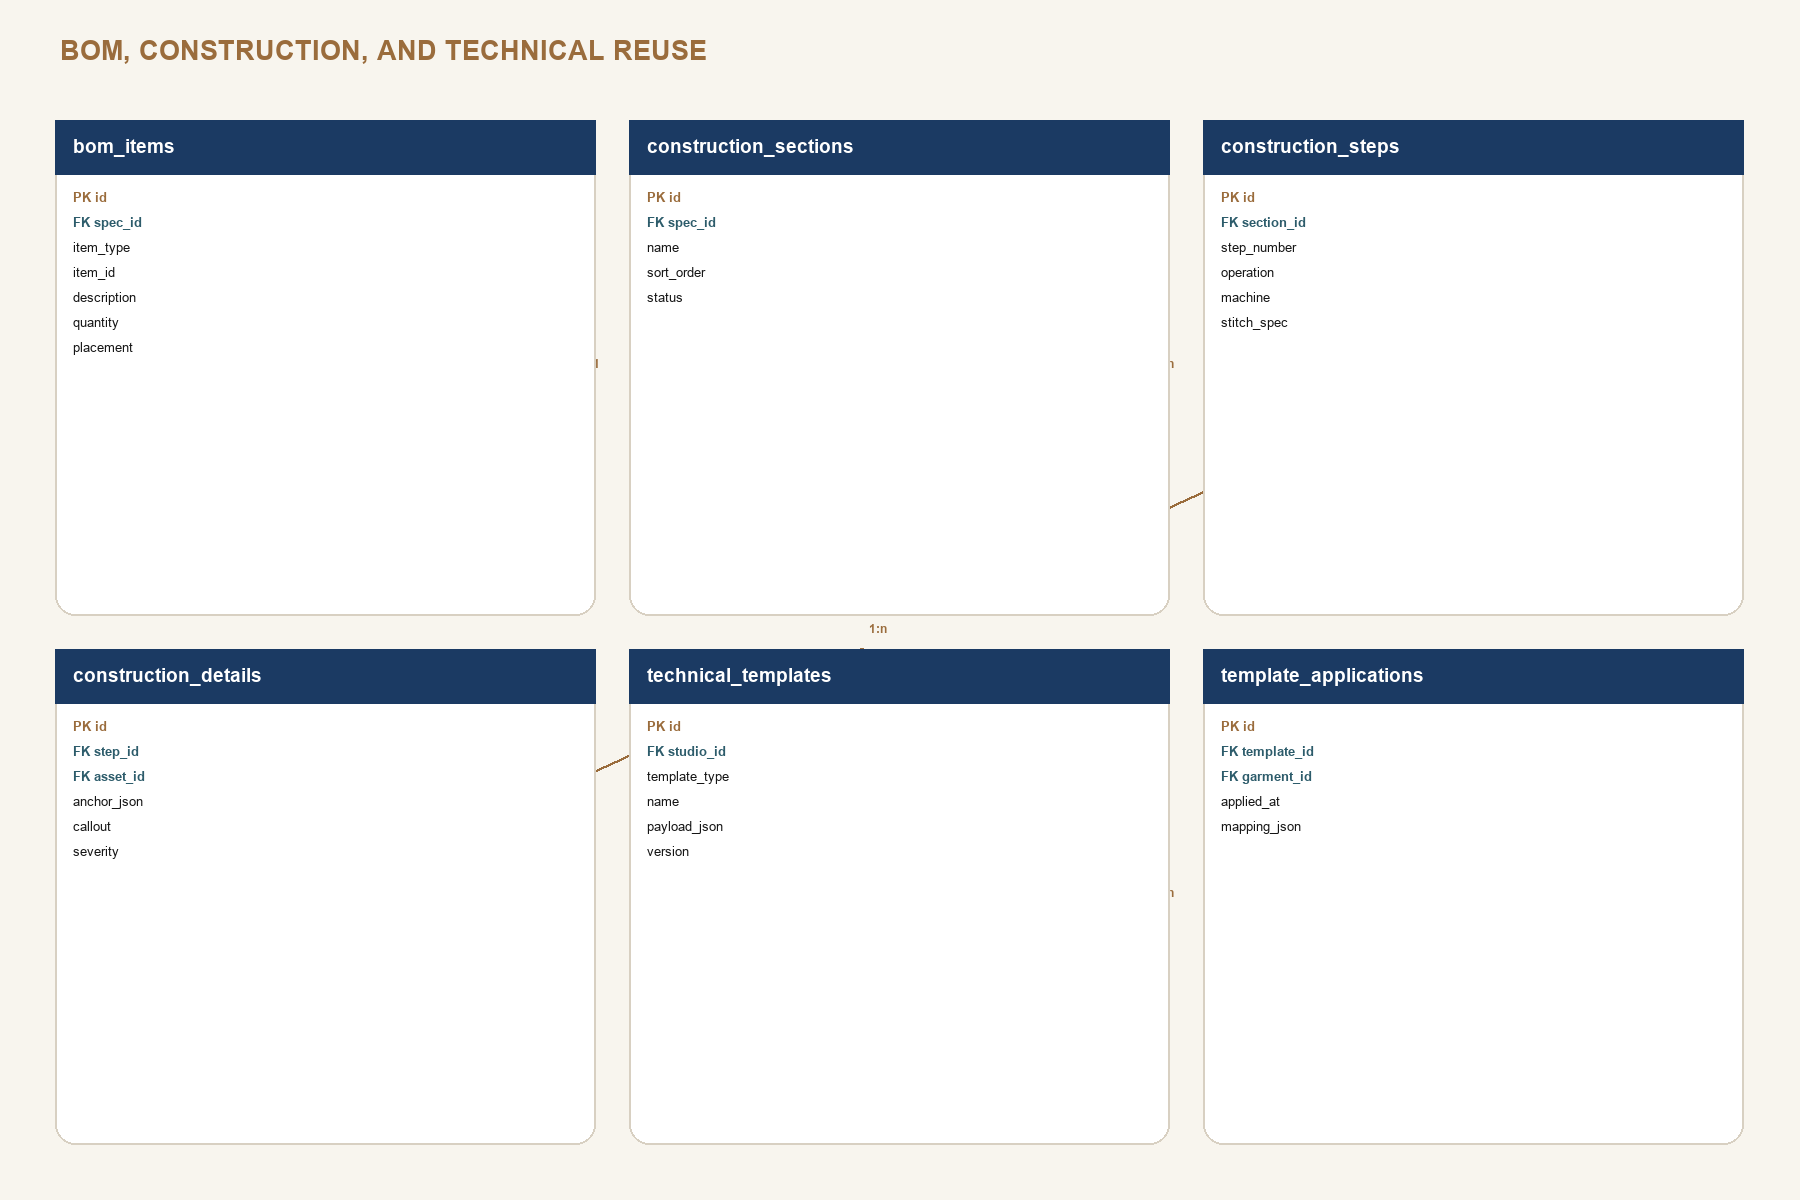 BOM, CONSTRUCTION, AND TECHNICAL REUSE
bom_items
PK id
FK spec_id
item_type
item_id
description
quantity
placement
construction_sections
PK id
FK spec_id
name
sort_order
status
construction_steps
PK id
FK section_id
step_number
operation
machine
stitch_spec
1:n
construction_details
PK id
FK step_id
FK asset_id
anchor_json
callout
severity
technical_templates
PK id
FK studio_id
template_type
name
payload_json
version
template_applications
PK id
FK template_id
FK garment_id
applied_at
mapping_json